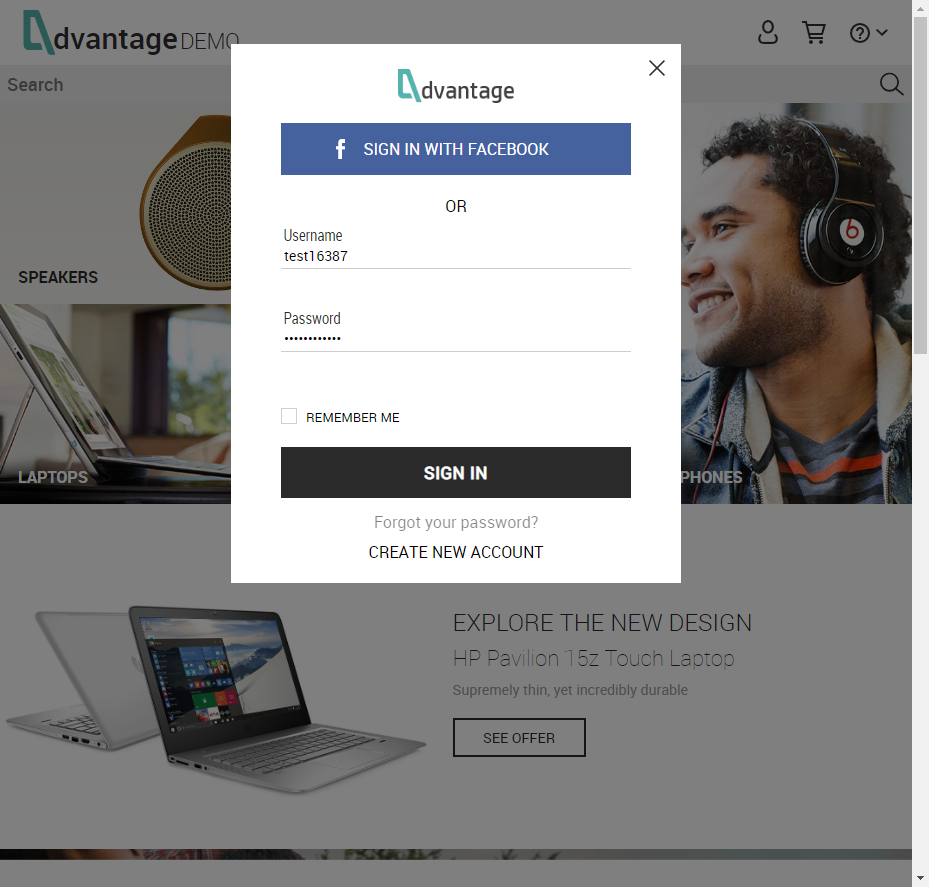 dvantage DEMO
Search
dvantage
SIGN IN WITH FACEBOOK
OR
Username
test16387
SPEAKERS
Password
••••••••••••
REMEMBER ME
SIGN IN
LAPTOPS
PHONES
Forgot your password?
CREATE NEW ACCOUNT
EXPLORE THE NEW DESIGN
HP Pavilion 15z Touch Laptop
Supremely thin, yet incredibly durable
SEE OFFER